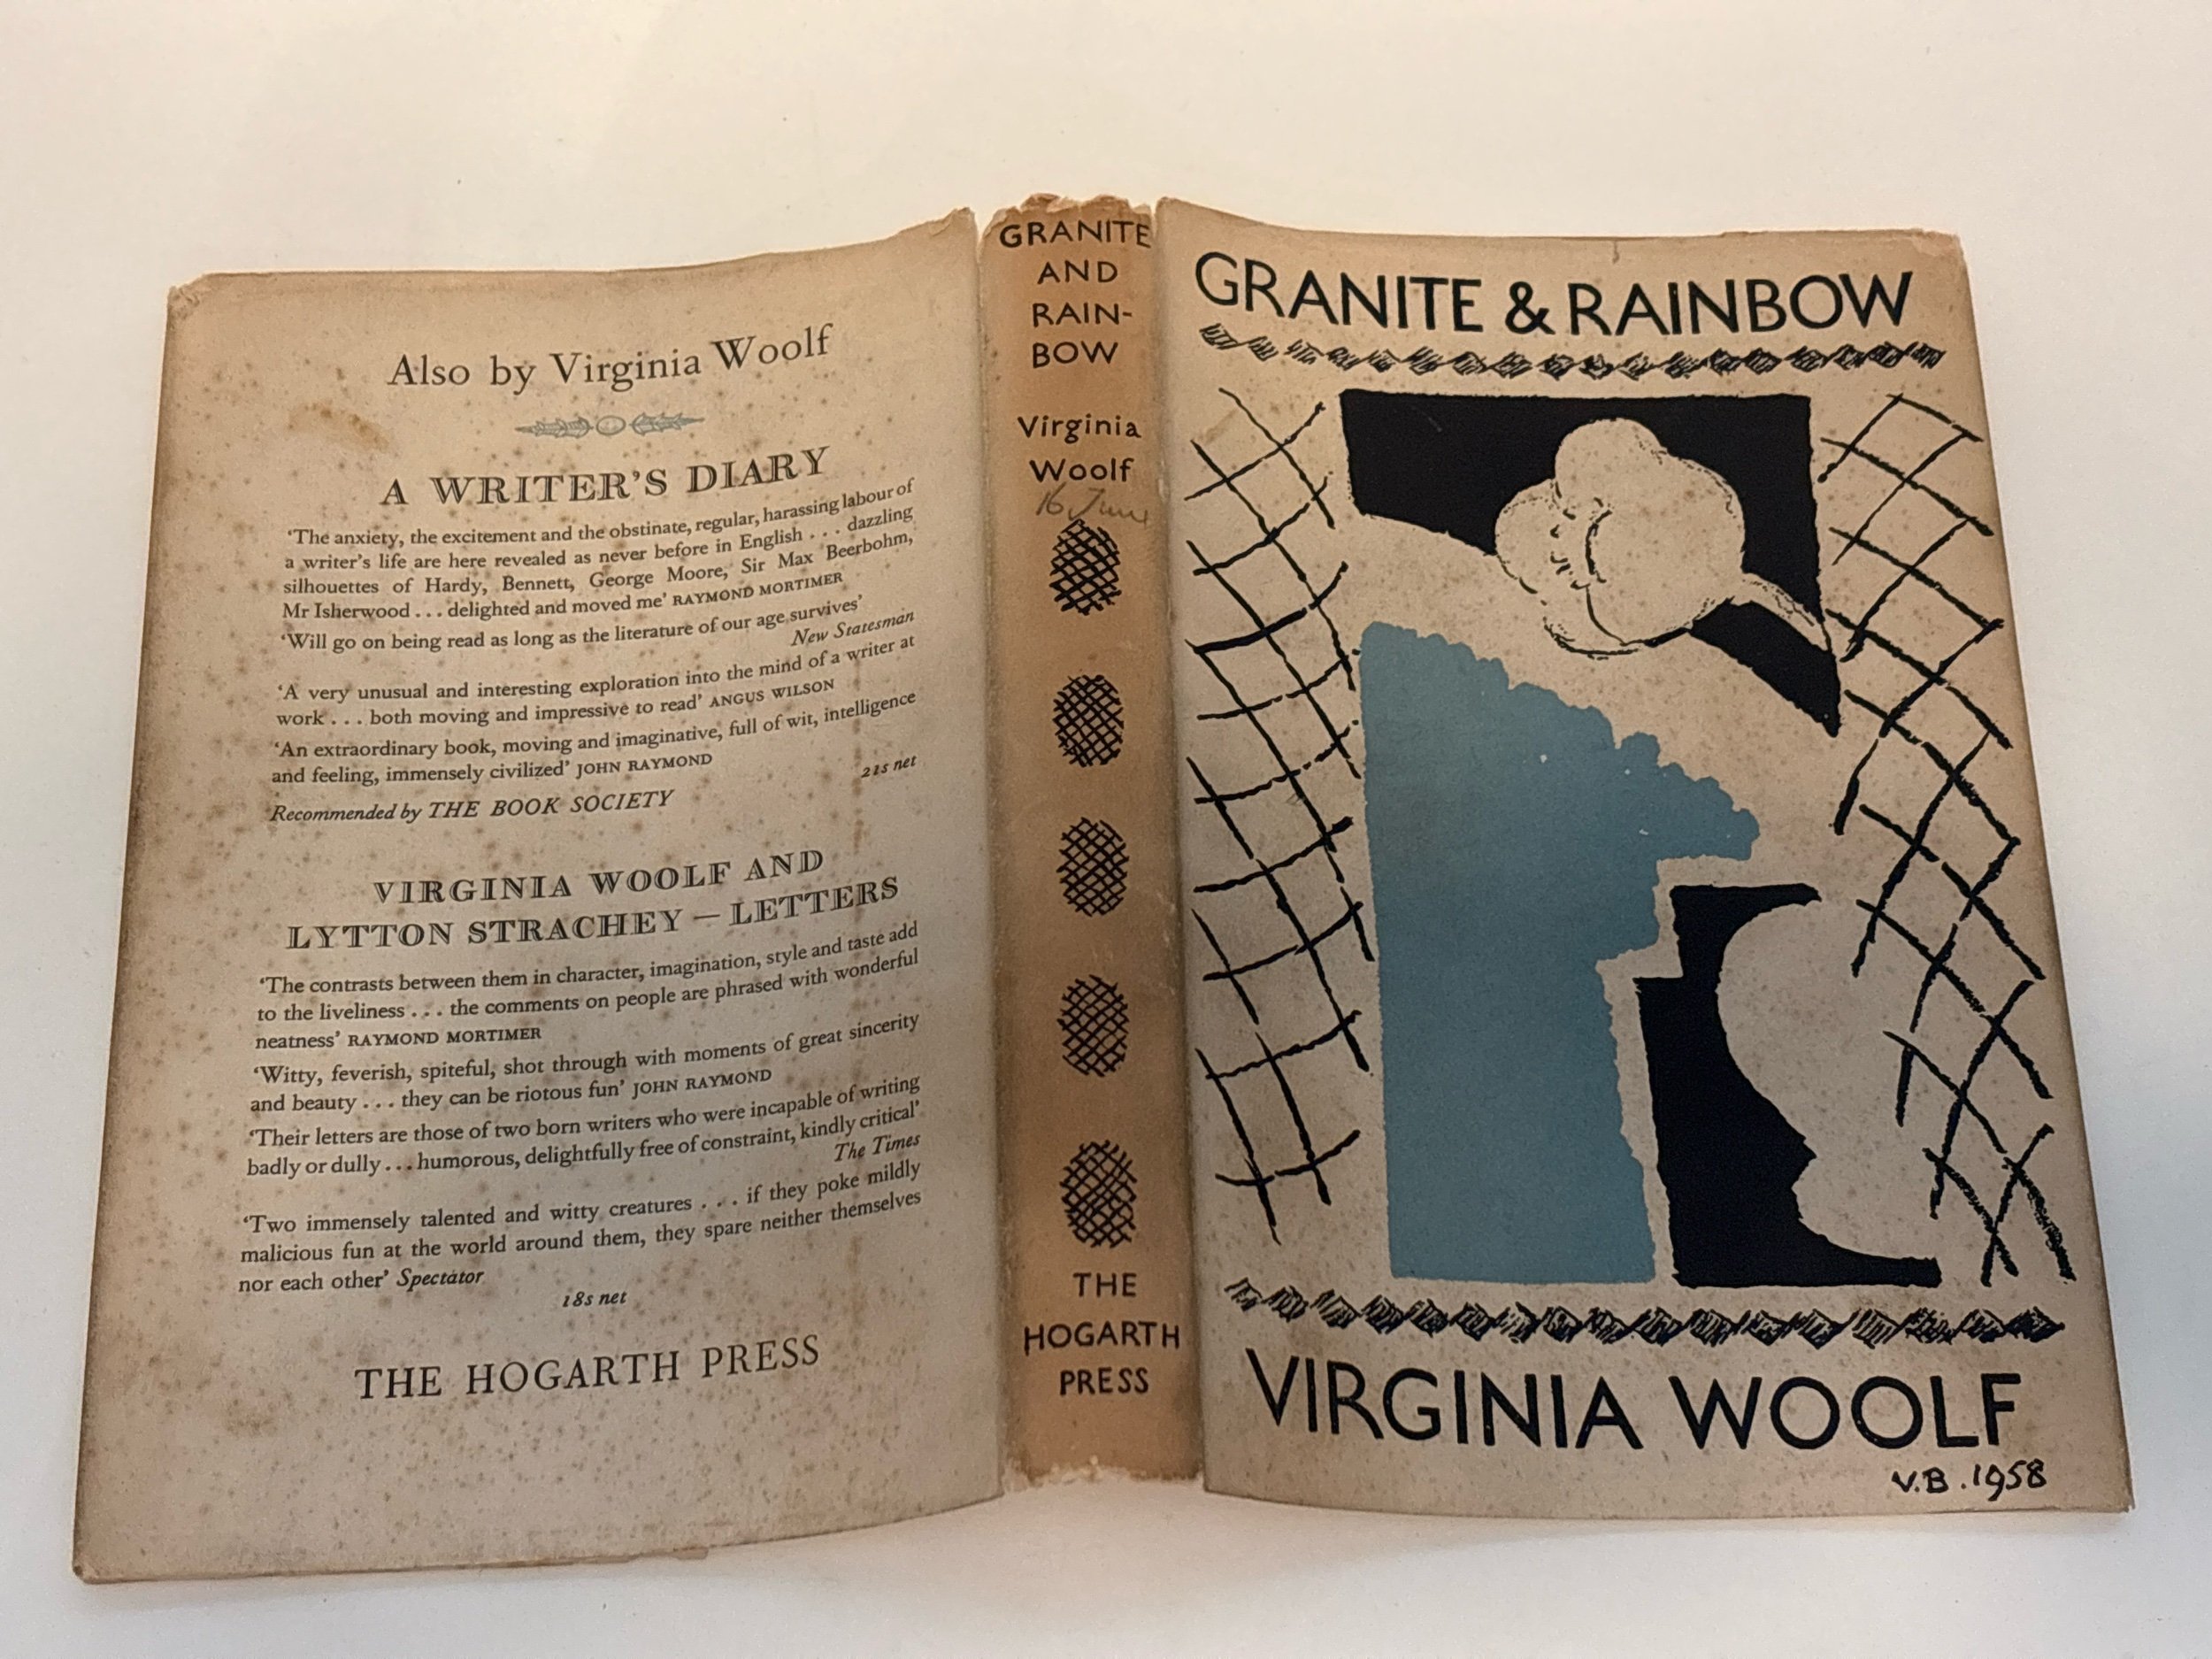 Also by Virginia Woolf
A WRITER'S DIARY
'The anxiety, the excitement and the obstinate, regular, harassing labour of
a writer's life are here revealed as never before in English . . . dazzling
silhouettes of Hardy, Bennett, George Moore, Sir Max Beerbohm,
Mr Isherwood . . . delighted and moved me' RAYMOND MORTIMER
'Will go on being read as long as the literature of our age survives'
New Statesman
'A very unusual and interesting exploration into the mind of a writer at
work . . . both moving and impressive to read' ANGUS WILSON
'An extraordinary book, moving and imaginative, full of wit, intelligence
and feeling, immensely civilized' JOHN RAYMOND
21s net
Recommended by THE BOOK SOCIETY
VIRGINIA WOOLF AND
LYTTON STRACHEY – LETTERS
'The contrasts between them in character, imagination, style and taste add
to the liveliness . . . the comments on people are phrased with wonderful
neatness' RAYMOND MORTIMER
'Witty, feverish, spiteful, shot through with moments of great sincerity
and beauty . . . they can be riotous fun' JOHN RAYMOND
'Their letters are those of two born writers who were incapable of writing
badly or dully . . . humorous, delightfully free of constraint, kindly critical'
The Times
'Two immensely talented and witty creatures . . . if they poke mildly
malicious fun at the world around them, they spare neither themselves
nor each other' Spectator
18s net
THE HOGARTH PRESS
GRANITE
AND
RAIN-
BOW
Virginia
Woolf
16 June
THE
HOGARTH
PRESS
GRANITE & RAINBOW
VIRGINIA WOOLF
V.B. 1958